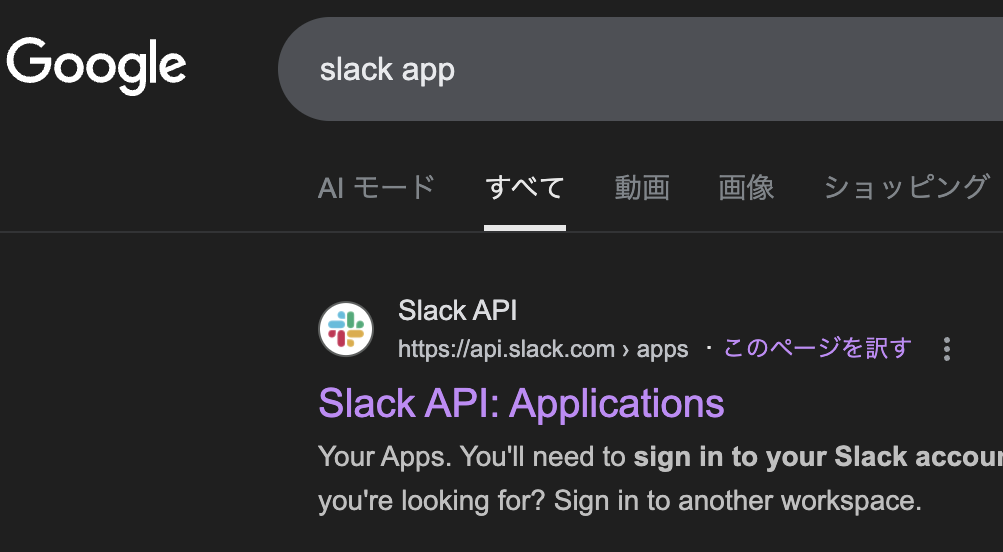 Google
slack app
AI モード すべて 動画 画像 ショッピング
Slack API
https://api.slack.com › apps · このページを訳す
Slack API: Applications
Your Apps. You'll need to sign in to your Slack accour
you're looking for? Sign in to another workspace.